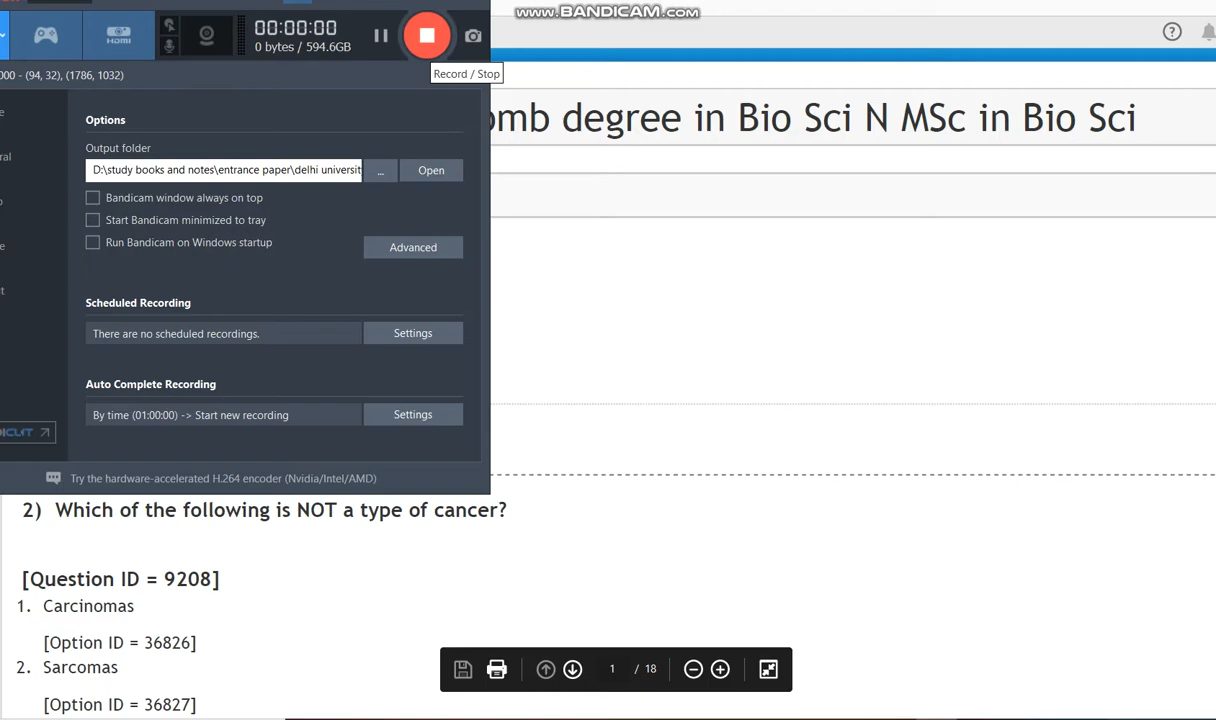 www.BANDICAM.com
00:00:00
0 bytes / 594.6GB
HDMI
Record / Stop
000 - (94, 32), (1786, 1032)
omb degree in Bio Sci N MSc in Bio Sci
Options
Output folder
D:\study books and notes\entrance paper\delhi university
...
Open
Bandicam window always on top
Start Bandicam minimized to tray
Run Bandicam on Windows startup
Advanced
Scheduled Recording
There are no scheduled recordings.
Settings
Auto Complete Recording
By time (01:00:00) -> Start new recording
Settings
Try the hardware-accelerated H.264 encoder (Nvidia/Intel/AMD)
2) Which of the following is NOT a type of cancer?
[Question ID = 9208]
1. Carcinomas
[Option ID = 36826]
2. Sarcomas
[Option ID = 36827]
1 / 18